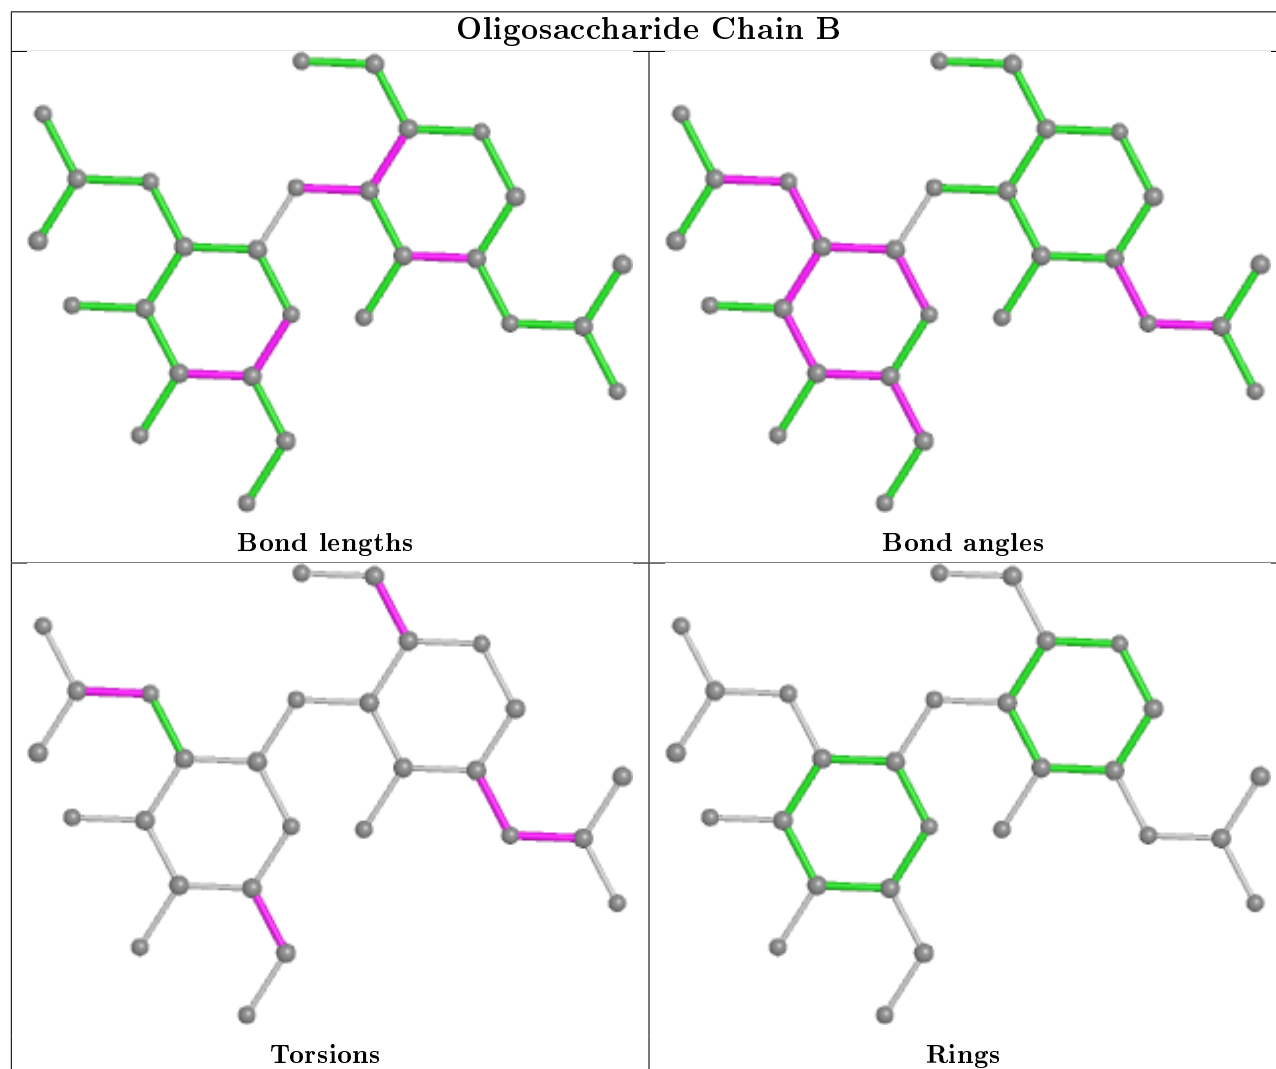 Oligosaccharide Chain B
Bond lengths
Bond angles
Torsions
Rings